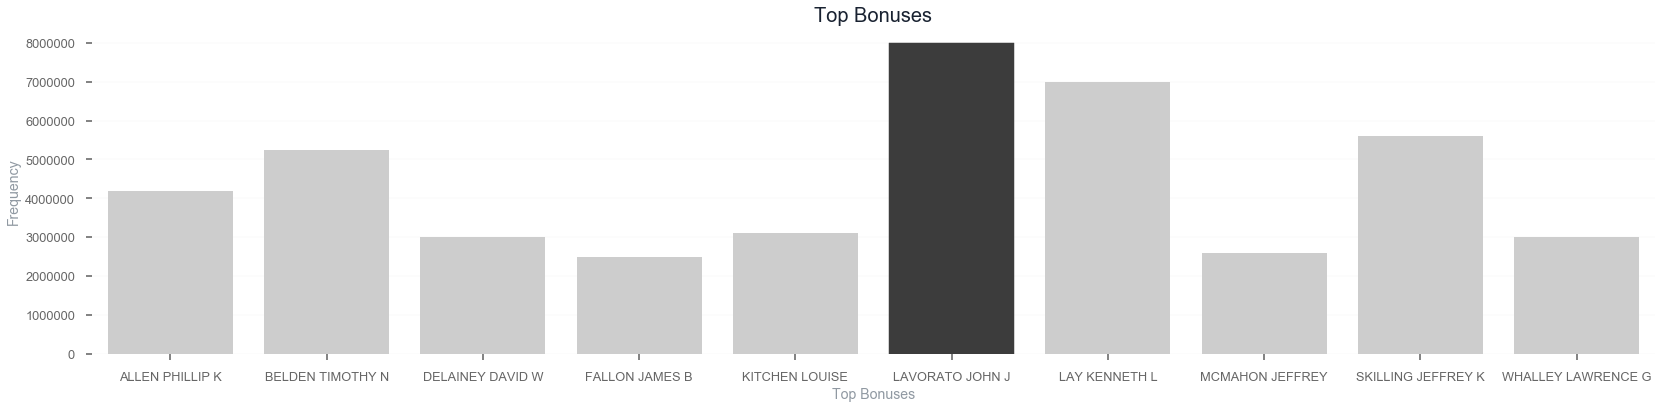 Top Bonuses
8000000
7000000
6000000
5000000
4000000
3000000
2000000
1000000
0
Frequency
ALLEN PHILLIP K
BELDEN TIMOTHY N
DELAINEY DAVID W
FALLON JAMES B
KITCHEN LOUISE
LAVORATO JOHN J
LAY KENNETH L
MCMAHON JEFFREY
SKILLING JEFFREY K
WHALLEY LAWRENCE G
Top Bonuses